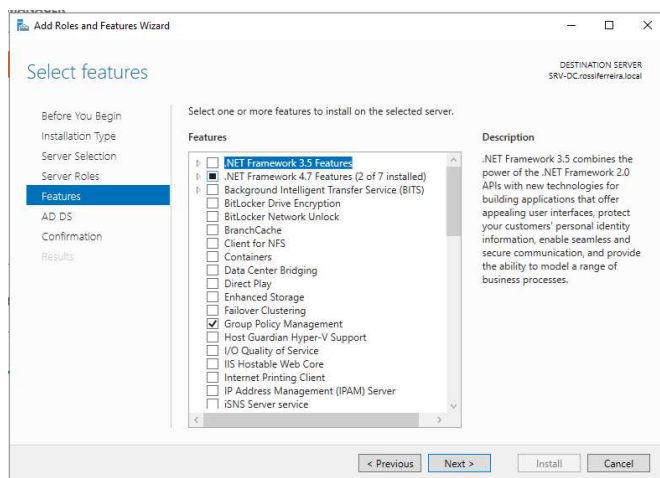 MANAGER
Add Roles and Features Wizard
Select features
DESTINATION SERVER
SRV-DC.rossiferreira.local
Before You Begin
Installation Type
Server Selection
Server Roles
Features
AD DS
Confirmation
Results
Select one or more features to install on the selected server.
Features
.NET Framework 3.5 Features
.NET Framework 4.7 Features (2 of 7 installed)
Background Intelligent Transfer Service (BITS)
BitLocker Drive Encryption
BitLocker Network Unlock
BranchCache
Client for NFS
Containers
Data Center Bridging
Direct Play
Enhanced Storage
Failover Clustering
Group Policy Management
Host Guardian Hyper-V Support
I/O Quality of Service
IIS Hostable Web Core
Internet Printing Client
IP Address Management (IPAM) Server
iSNS Server service
Description
.NET Framework 3.5 combines the
power of the .NET Framework 2.0
APIs with new technologies for
building applications that offer
appealing user interfaces, protect
your customers' personal identity
information, enable seamless and
secure communication, and provide
the ability to model a range of
business processes.
< Previous
Next >
Install
Cancel